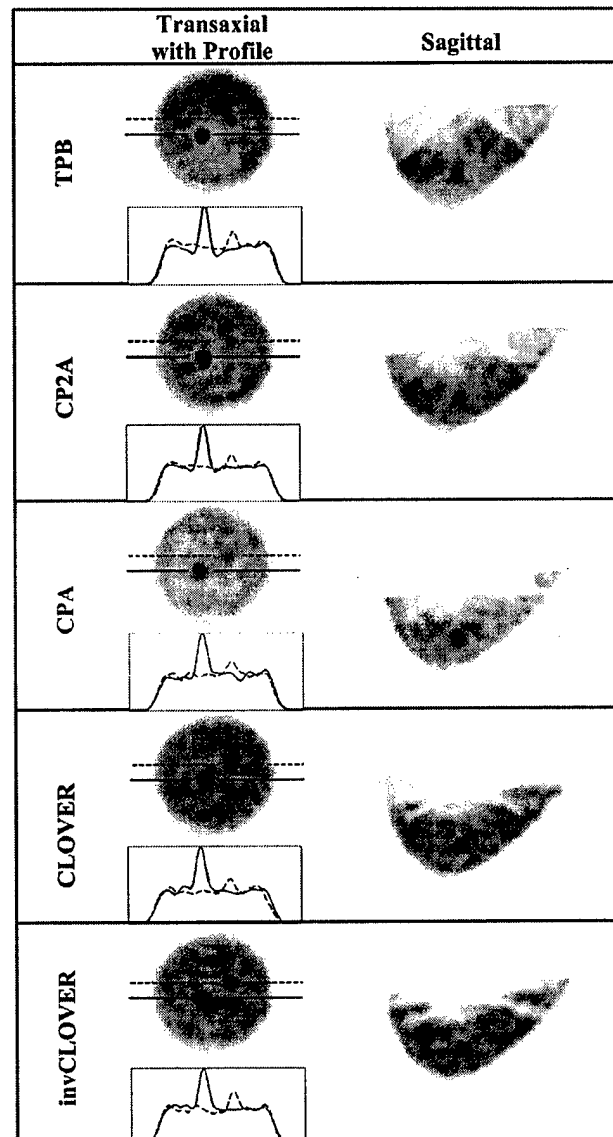 Transaxial
with Profile
Sagittal
TPB
CP2A
CPA
CLOVER
invCLOVER